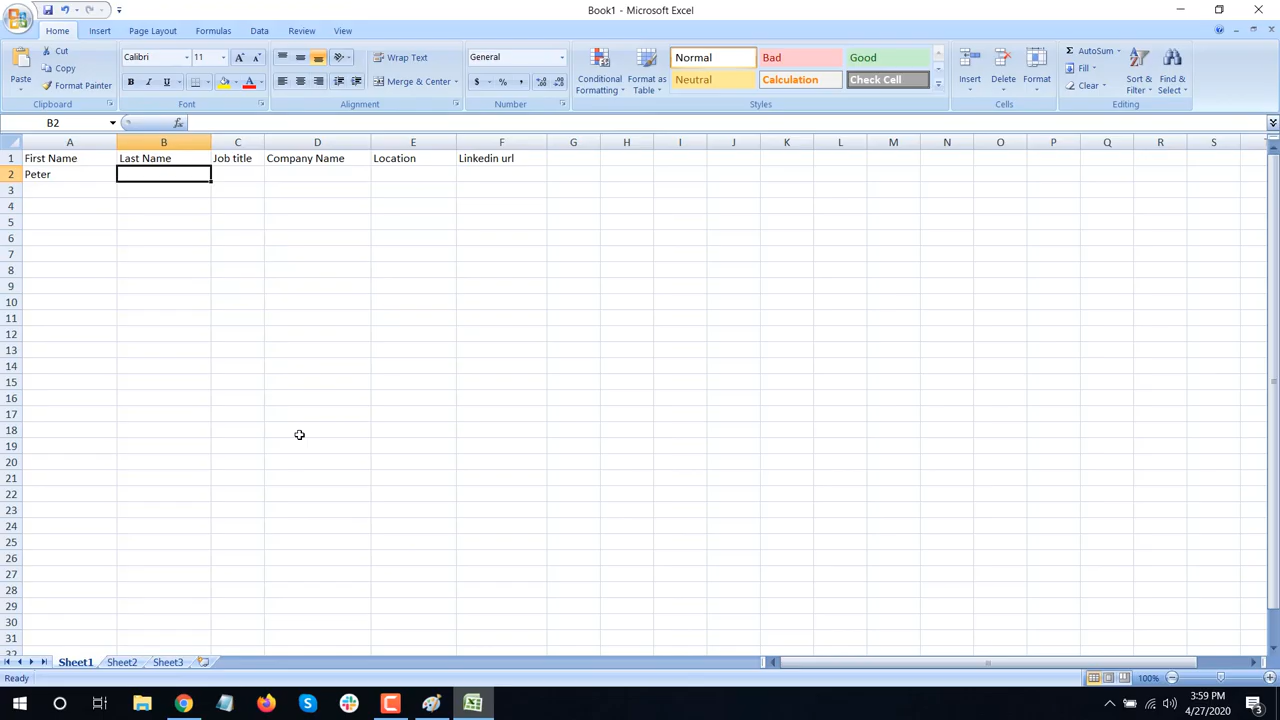 Book1 - Microsoft Excel
Home Insert Page Layout Formulas Data Review View
Paste
Cut
Copy
Format Painter
Clipboard
Calibri 11
Font
Wrap Text
Merge & Center
Alignment
General
Number
Conditional Formatting
Format as Table
Normal Bad Good
Neutral Calculation Check Cell
Styles
Insert Delete Format
Cells
AutoSum
Fill
Clear
Sort & Filter
Find & Select
Editing
B2 fx
A B C D E F G H I J K L M N O P Q R S
1 First Name Last Name Job title Company Name Location Linkedin url
2 Peter
3
4
5
6
7
8
9
10
11
12
13
14
15
16
17
18
19
20
21
22
23
24
25
26
27
28
29
30
31
32
Sheet1 Sheet2 Sheet3
Ready 100%
3:59 PM
4/27/2020
3